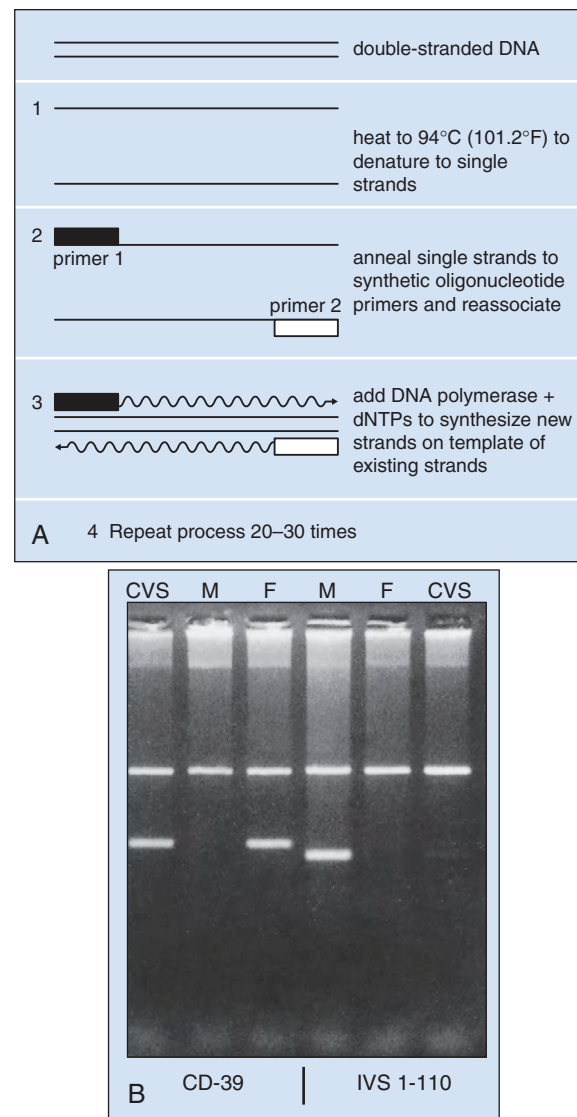 double-stranded DNA
1
heat to 94°C (101.2°F) to
denature to single
strands
2
primer 1
primer 2
anneal single strands to
synthetic oligonucleotide
primers and reassociate
3
add DNA polymerase +
dNTPs to synthesize new
strands on template of
existing strands
A
4 Repeat process 20–30 times
CVS M F M F CVS
B
CD-39 IVS 1-110